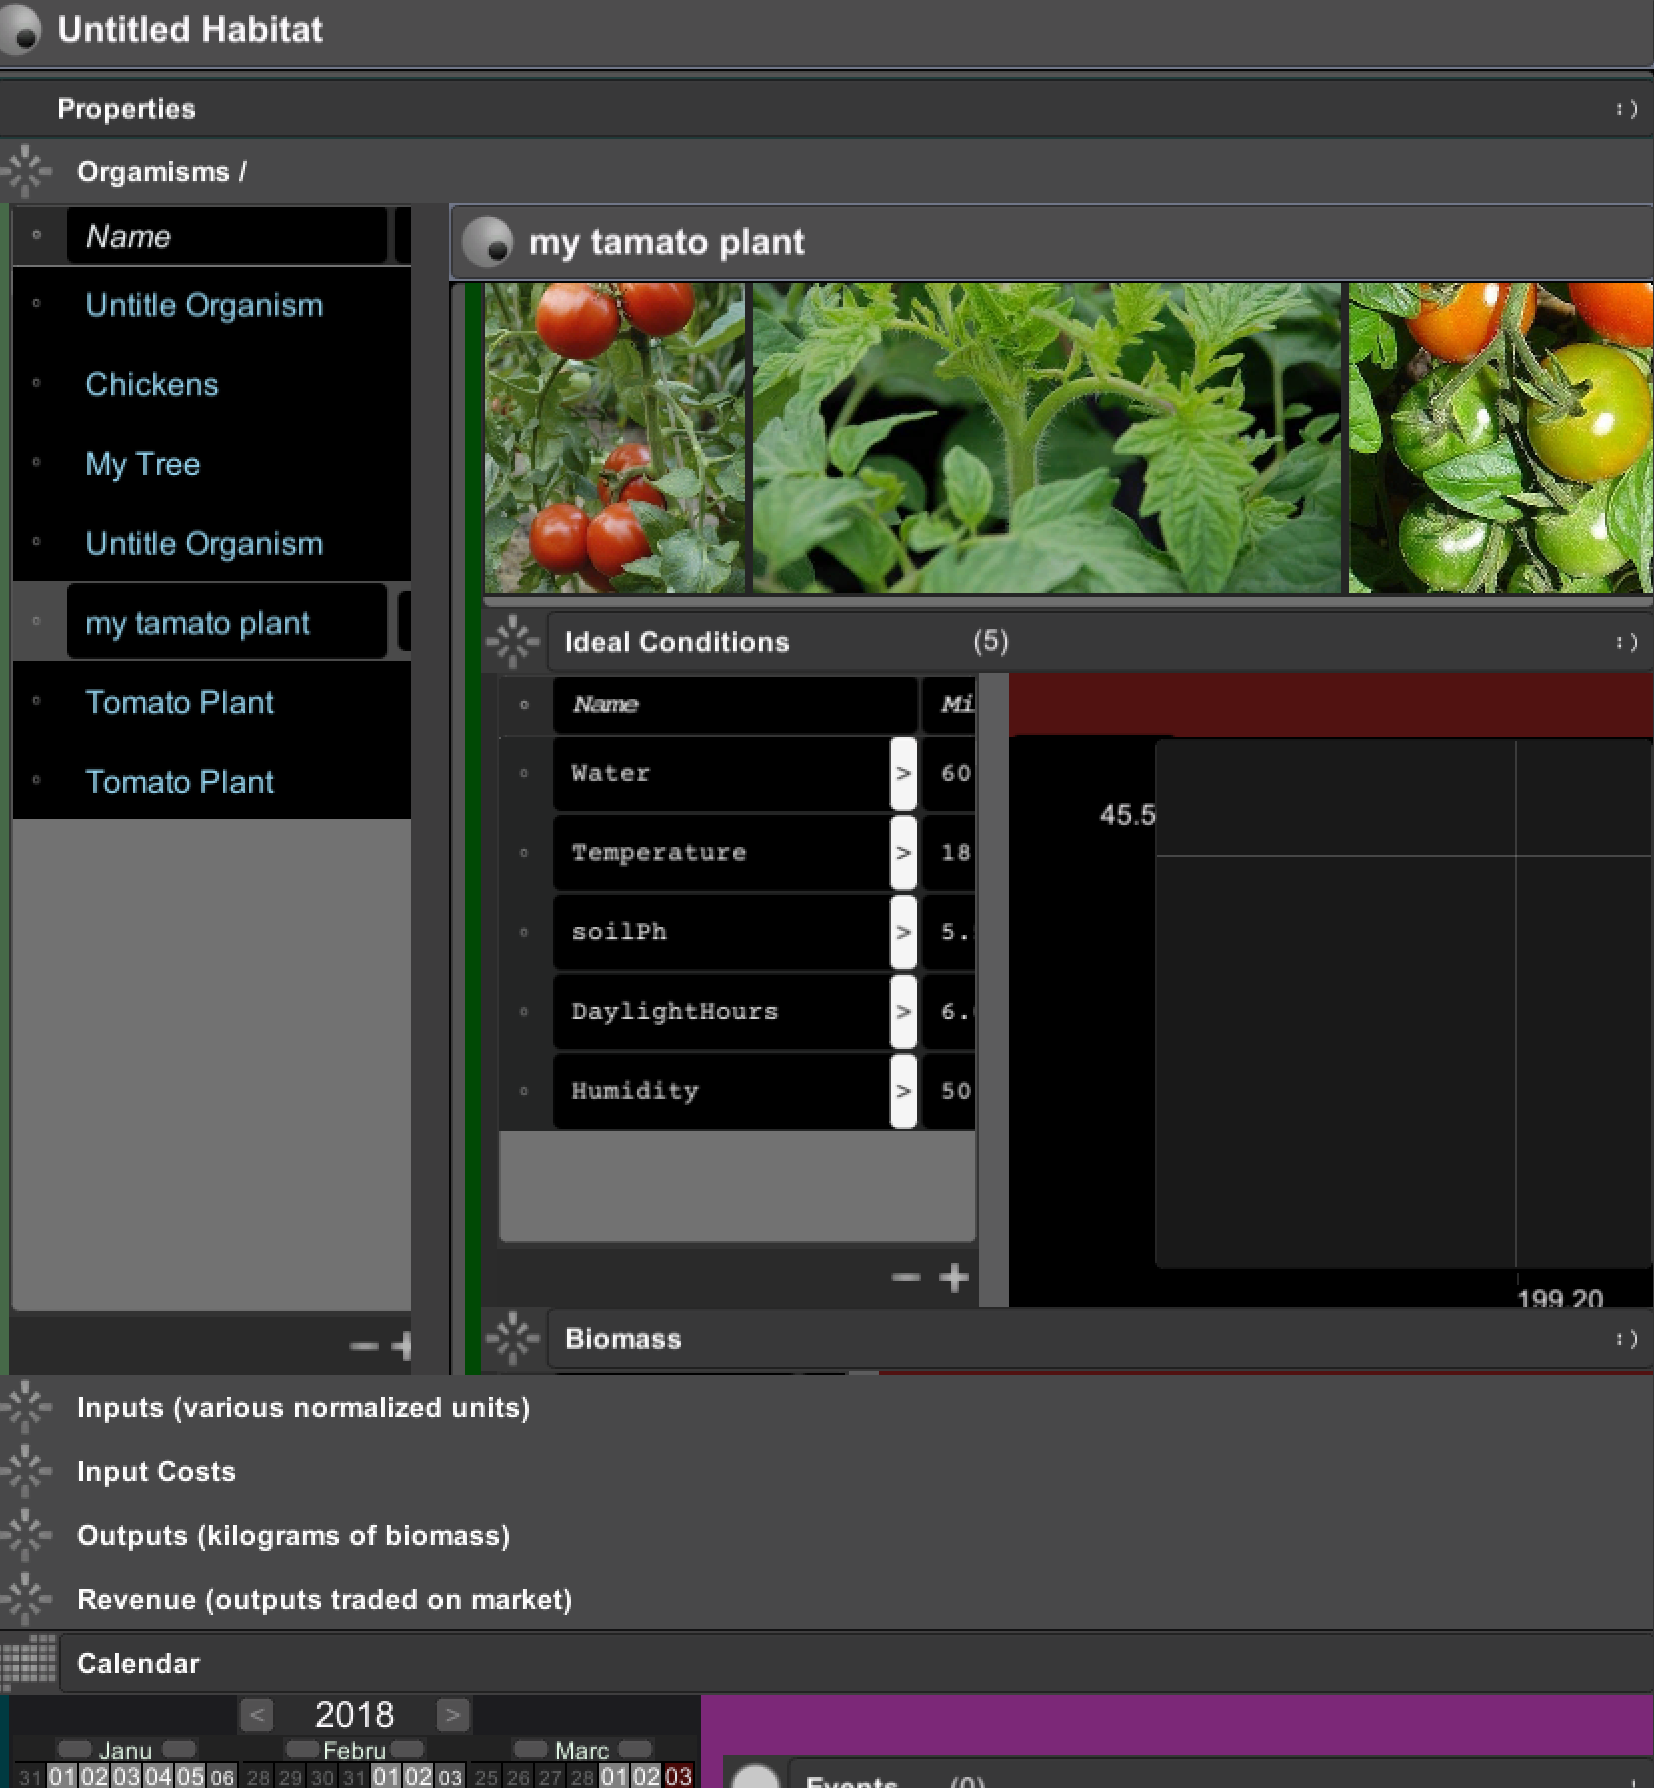 Untitled Habitat
Properties :)
Orgamisms /
Name
Untitle Organism
Chickens
My Tree
Untitle Organism
my tamato plant
Tomato Plant
Tomato Plant
my tamato plant
Ideal Conditions (5) :)
Name Mi
Water > 60
Temperature > 18
soilPh > 5.
DaylightHours > 6.
Humidity > 50
45.5
199.20
Biomass :)
Inputs (various normalized units)
Input Costs
Outputs (kilograms of biomass)
Revenue (outputs traded on market)
Calendar
< 2018 >
Janu Febru Marc
31 01 02 03 04 05 06 28 29 30 31 01 02 03 25 26 27 28 01 02 03
Events (0)